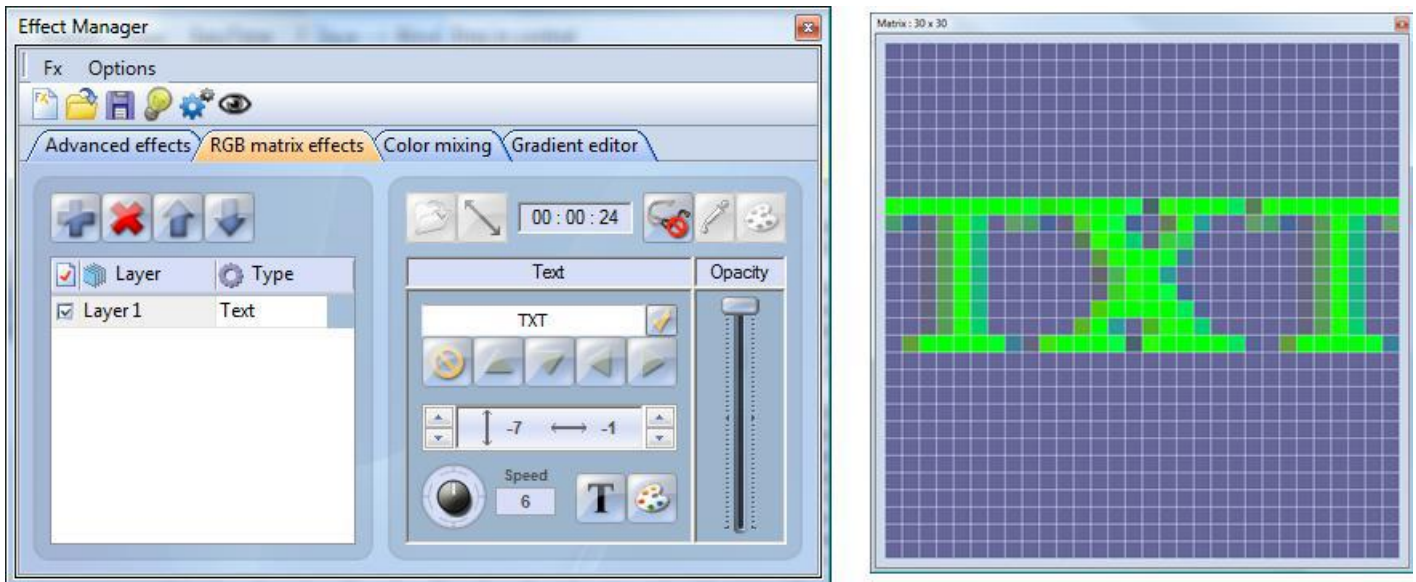 Effect Manager
Fx Options
Advanced effects RGB matrix effects Color mixing Gradient editor
00 : 00 : 24
Layer Type
Text Opacity
Layer 1 Text
TXT
-7 -1
Speed
6
T
Matrix : 30 x 30
TXT